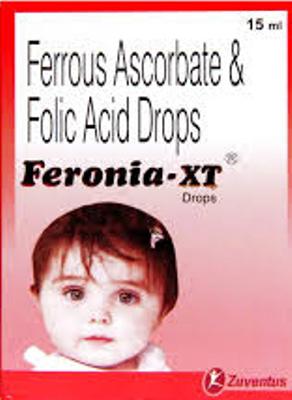 15 ml
Ferrous Ascorbate &
Folic Acid Drops
Feronia-XT ®
Drops
Zuventus